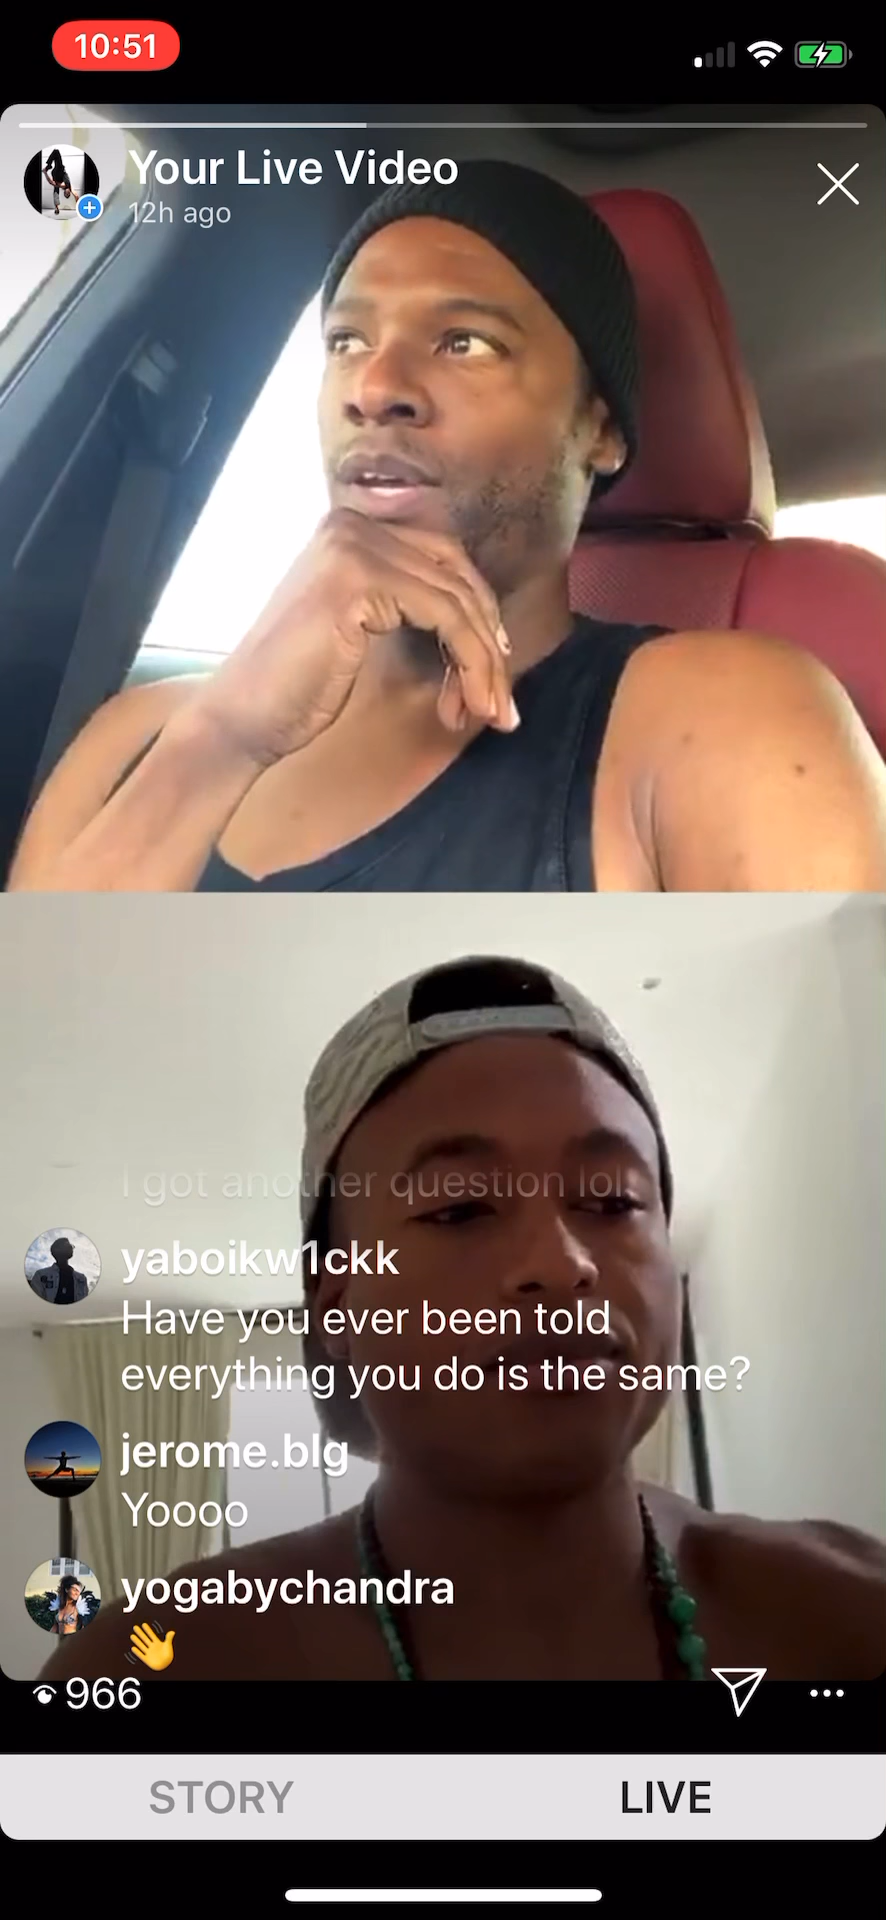 10:51
Your Live Video
12h ago
I got another question lol
yaboikw1ckk
Have you ever been told
everything you do is the same?
jerome.blg
Yoooo
yogabychandra
👋
966
STORY
LIVE